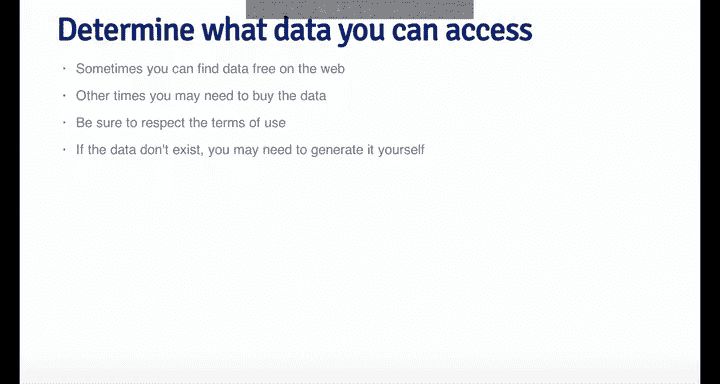 Determine what data you can access
· Sometimes you can find data free on the web
· Other times you may need to buy the data
· Be sure to respect the terms of use
· If the data don't exist, you may need to generate it yourself